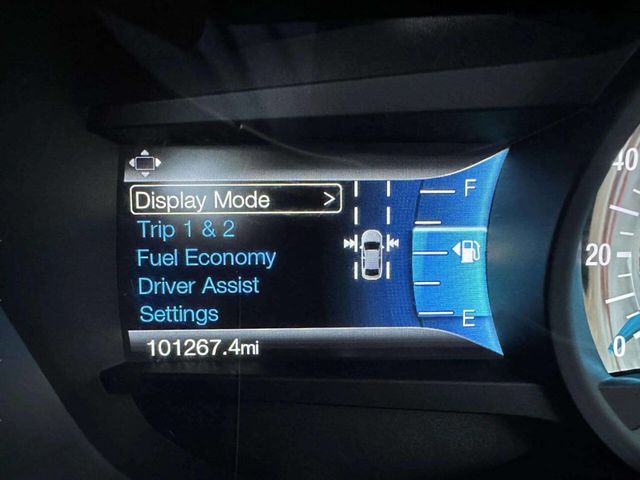 Display Mode >
Trip 1 & 2
Fuel Economy
Driver Assist
Settings
101267.4mi
F
E
40
20
0